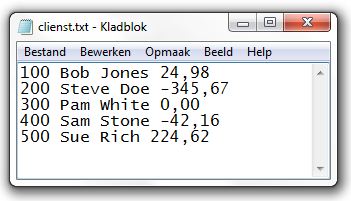 clienst.txt - Kladblok
Bestand Bewerken Opmaak Beeld Help
100 Bob Jones 24,98
200 Steve Doe -345,67
300 Pam White 0,00
400 Sam Stone -42,16
500 Sue Rich 224,62